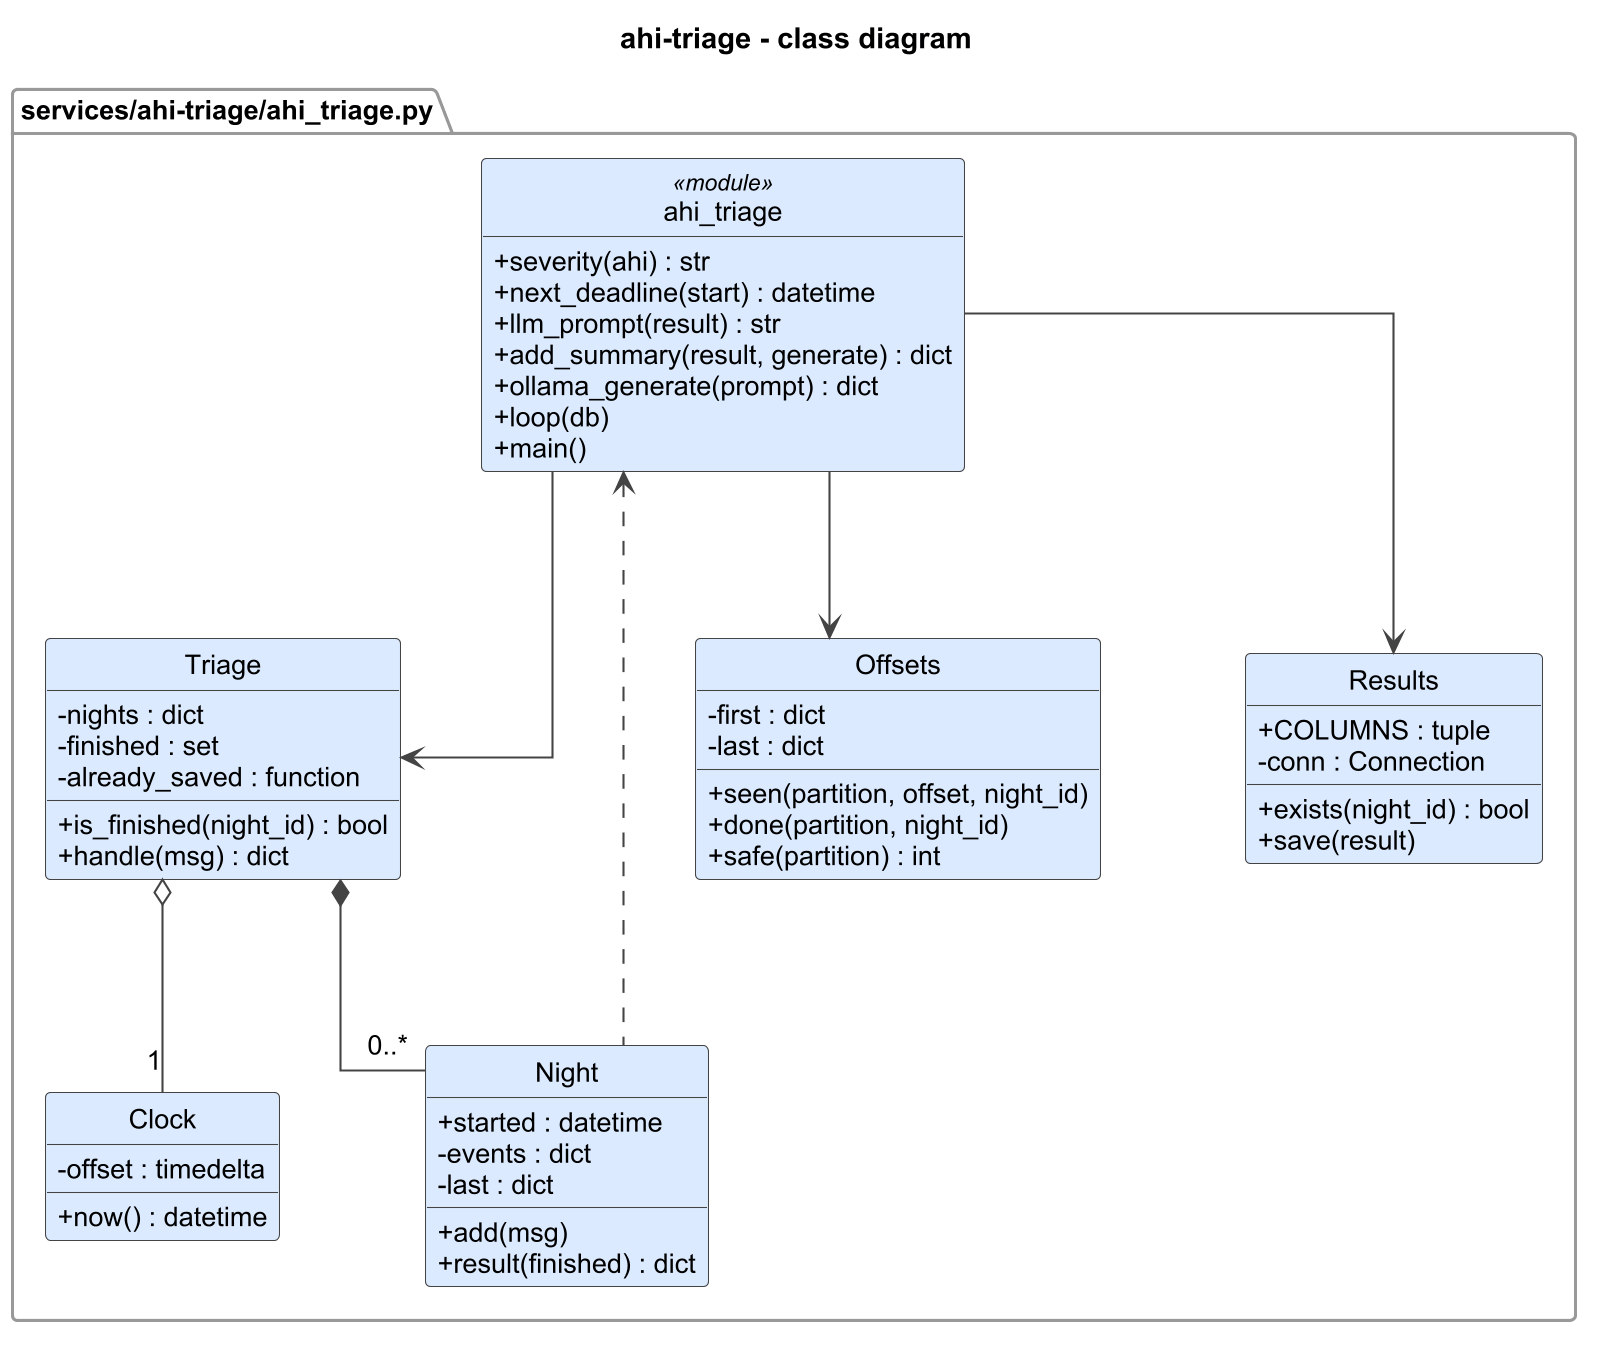 ahi-triage - class diagram
services/ahi-triage/ahi_triage.py
«module»
ahi_triage
+severity(ahi) : str
+next_deadline(start) : datetime
+llm_prompt(result) : str
+add_summary(result, generate) : dict
+ollama_generate(prompt) : dict
+loop(db)
+main()
Triage
-nights : dict
-finished : set
-already_saved : function
+is_finished(night_id) : bool
+handle(msg) : dict
Offsets
-first : dict
-last : dict
+seen(partition, offset, night_id)
+done(partition, night_id)
+safe(partition) : int
Results
+COLUMNS : tuple
-conn : Connection
+exists(night_id) : bool
+save(result)
1
0..*
Clock
-offset : timedelta
+now() : datetime
Night
+started : datetime
-events : dict
-last : dict
+add(msg)
+result(finished) : dict